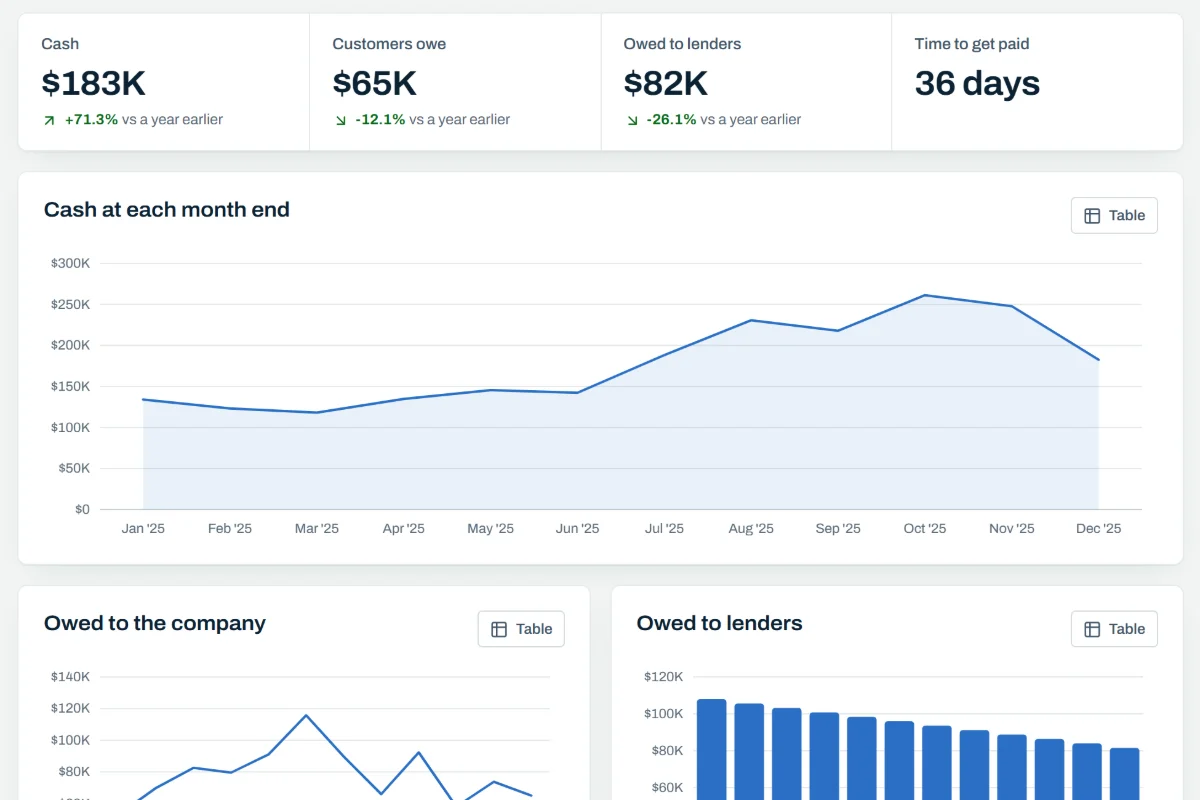 Cash
$183K
+71.3% vs a year earlier
Customers owe
$65K
-12.1% vs a year earlier
Owed to lenders
$82K
-26.1% vs a year earlier
Time to get paid
36 days
Cash at each month end
Table
$300K
$250K
$200K
$150K
$100K
$50K
$0
Jan '25 Feb '25 Mar '25 Apr '25 May '25 Jun '25 Jul '25 Aug '25 Sep '25 Oct '25 Nov '25 Dec '25
Owed to the company
Table
$140K
$120K
$100K
$80K
Owed to lenders
Table
$120K
$100K
$80K
$60K